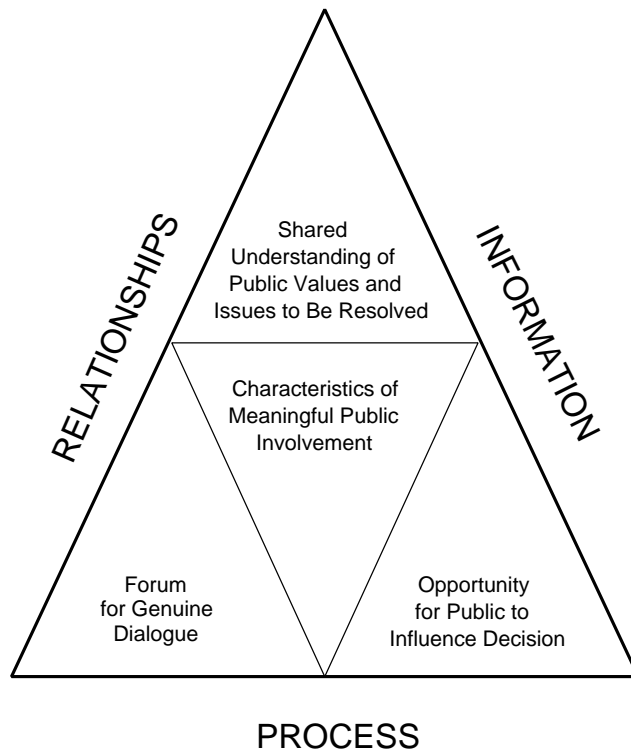 Shared
Understanding of
Public Values and
Issues to Be Resolved
RELATIONSHIPS
INFORMATION
Characteristics of
Meaningful Public
Involvement
Forum
for Genuine
Dialogue
Opportunity
for Public to
Influence Decision
PROCESS